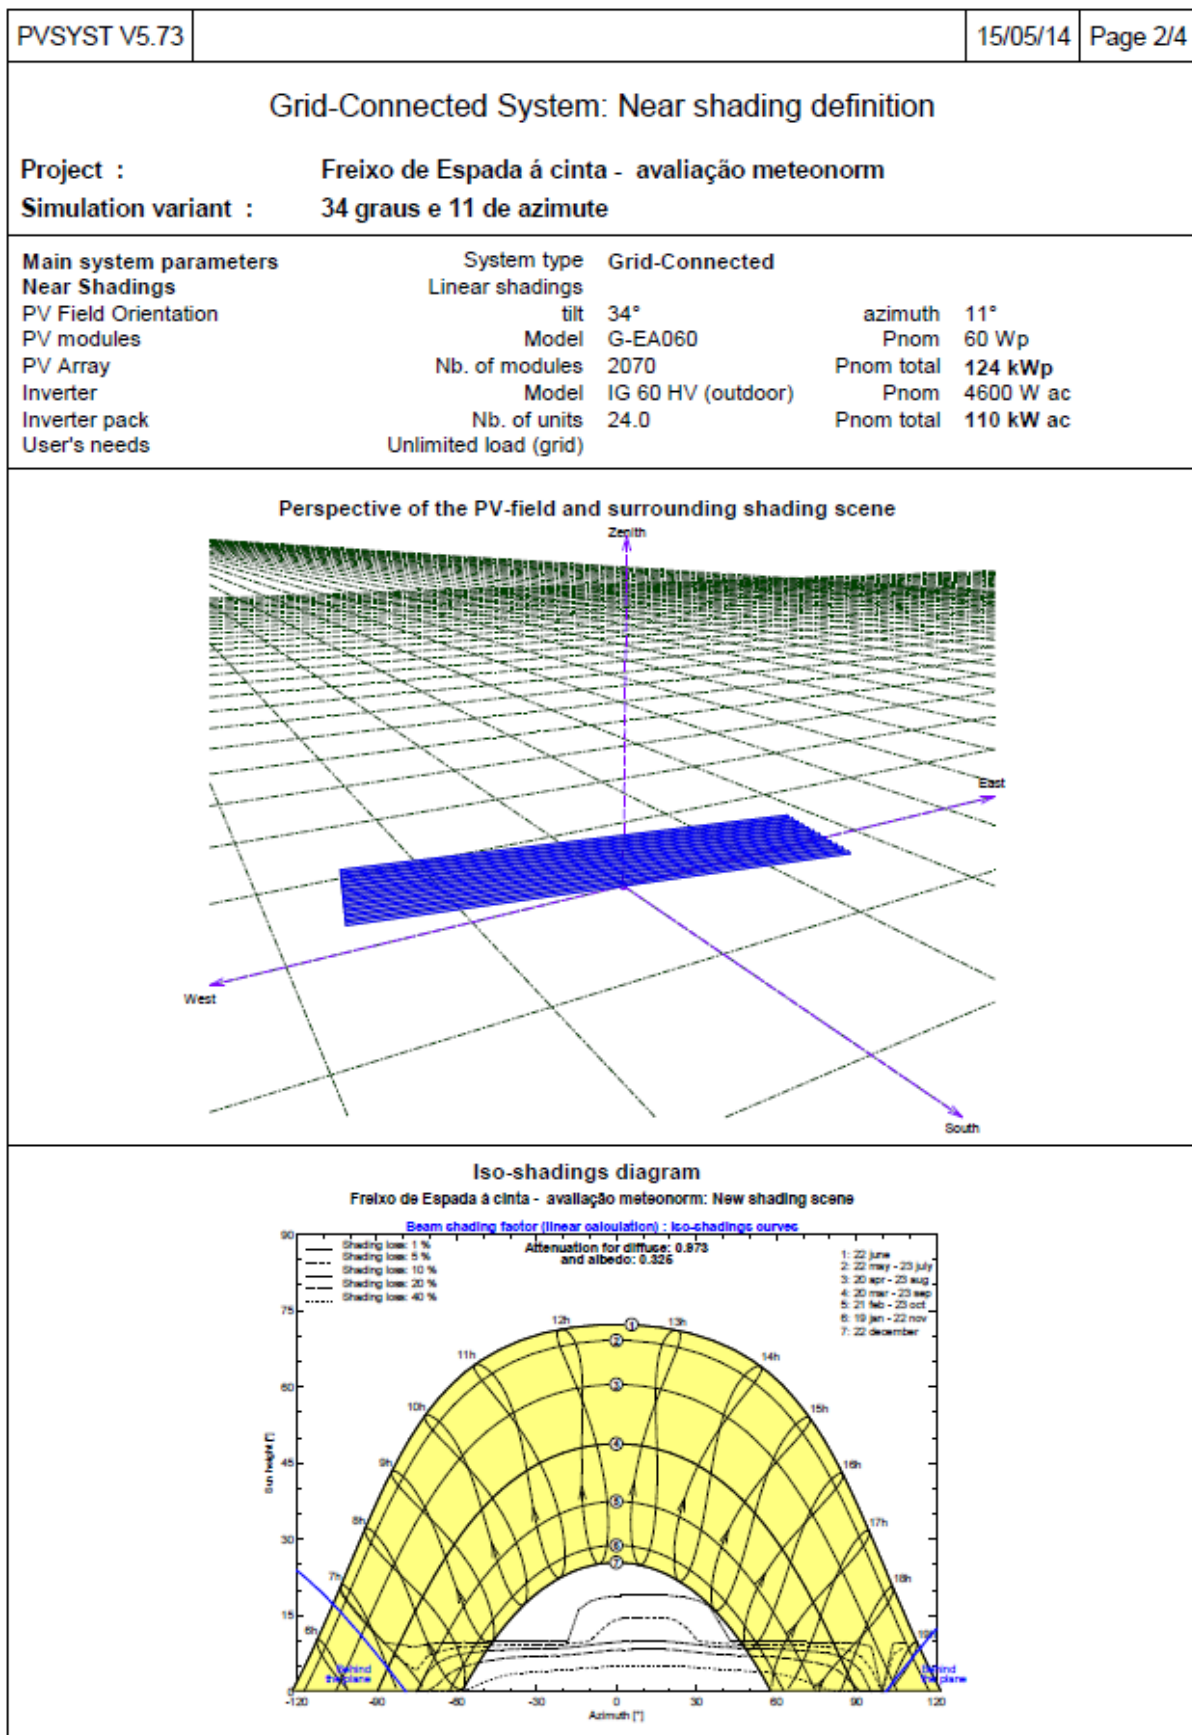 PVSYST V5.73 15/05/14 Page 2/4
Grid-Connected System: Near shading definition
Project : Freixo de Espada á cinta - avaliação meteonorm
Simulation variant : 34 graus e 11 de azimute
Main system parameters System type Grid-Connected
Near Shadings Linear shadings
PV Field Orientation tilt 34° azimuth 11°
PV modules Model G-EA060 Pnom 60 Wp
PV Array Nb. of modules 2070 Pnom total 124 kWp
Inverter Model IG 60 HV (outdoor) Pnom 4600 W ac
Inverter pack Nb. of units 24.0 Pnom total 110 kW ac
User's needs Unlimited load (grid)
Perspective of the PV-field and surrounding shading scene
Zenith
East
West
South
Iso-shadings diagram
Freixo de Espada á cinta - avaliação meteonorm: New shading scene
Beam shading factor (linear calculation) : Iso-shadings curves
Shading loss: 1 %
Shading loss: 5 %
Shading loss: 10 %
Shading loss: 20 %
Shading loss: 40 %
Attenuation for diffuse: 0.973
and albedo: 0.326
1: 22 june
2: 22 may - 23 july
3: 20 apr - 23 aug
4: 20 mar - 23 sep
5: 21 feb - 23 oct
6: 19 jan - 22 nov
7: 22 december
90
75
60
45
30
15
0
Sun height [°]
6h
7h
8h
9h
10h
11h
12h
13h
14h
15h
16h
17h
18h
19h
1
2
3
4
5
6
7
Behind
the plane
Behind
the plane
-120 -90 -60 -30 0 30 60 90 120
Azimuth [°]